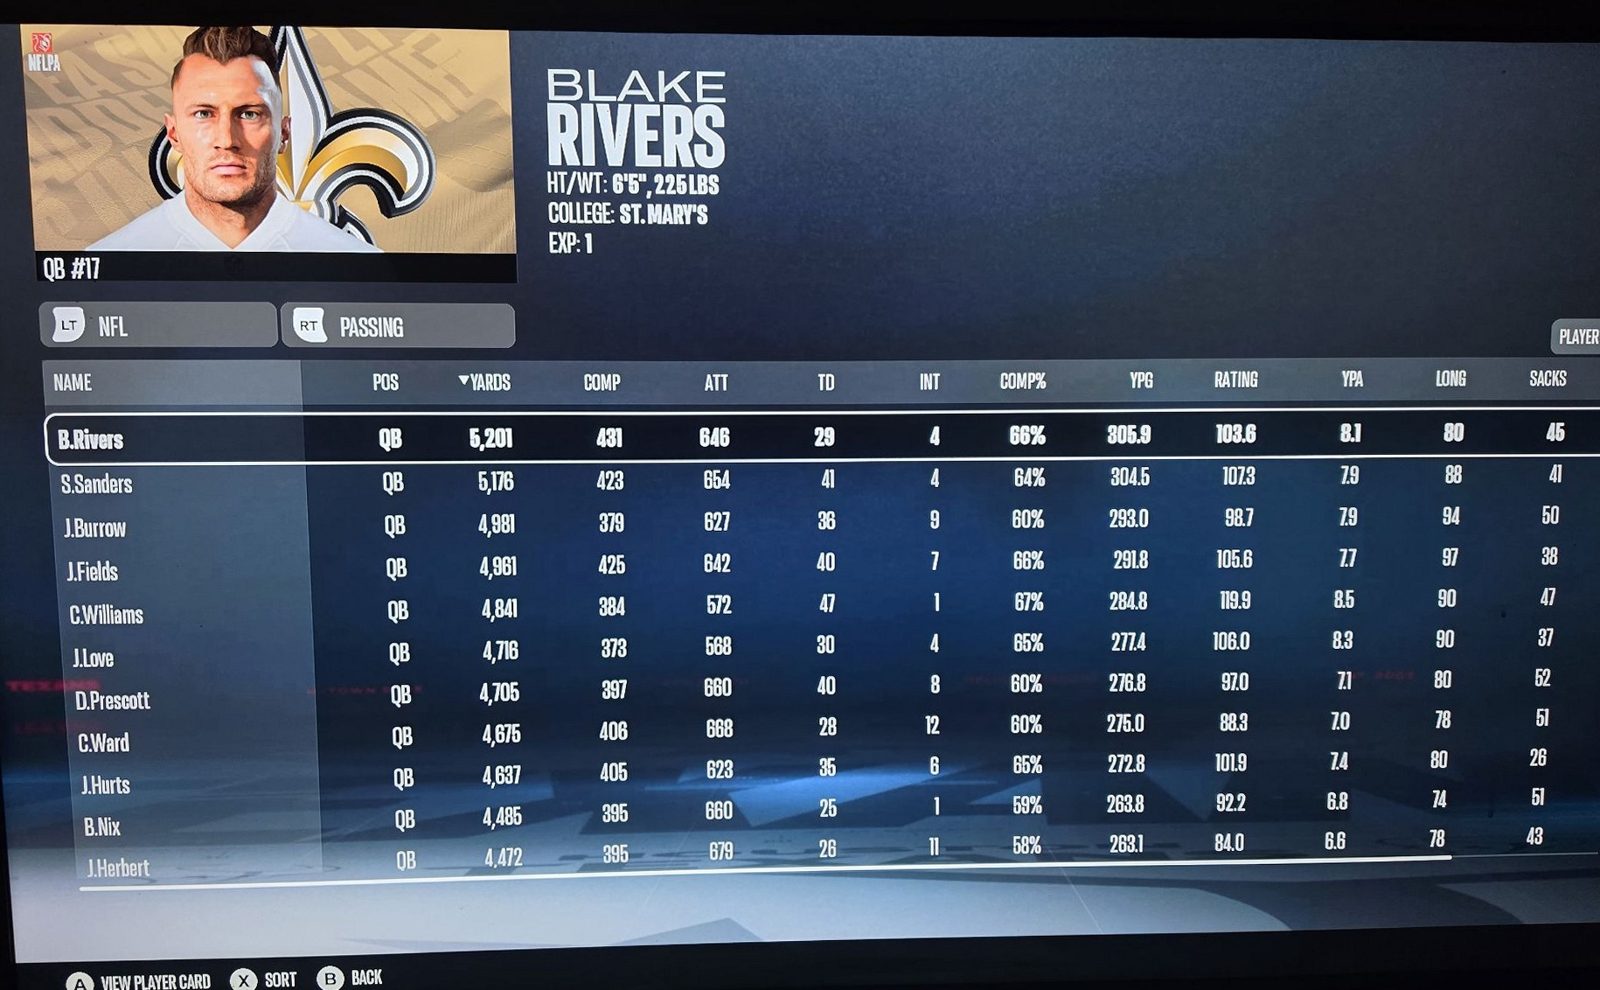 NFLPA
BLAKE
RIVERS
HT/WT: 6'5", 225LBS
COLLEGE: ST. MARY'S
EXP: 1
QB #17
LT NFL RT PASSING
PLAYER
NAME POS ▼YARDS COMP ATT TD INT COMP% YPG RATING YPA LONG SACKS
B.Rivers QB 5,201 431 646 29 4 66% 305.9 103.6 8.1 80 45
S.Sanders QB 5,176 423 654 41 4 64% 304.5 107.3 7.9 88 41
J.Burrow QB 4,981 379 627 36 9 60% 293.0 98.7 7.9 94 50
J.Fields QB 4,961 425 642 40 7 66% 291.8 105.6 7.7 97 38
C.Williams QB 4,841 384 572 47 1 67% 284.8 119.9 8.5 90 47
J.Love QB 4,716 373 568 30 4 65% 277.4 106.0 8.3 90 37
D.Prescott QB 4,705 397 660 40 8 60% 276.8 97.0 7.1 80 52
C.Ward QB 4,675 406 668 28 12 60% 275.0 88.3 7.0 78 51
J.Hurts QB 4,637 405 623 35 6 65% 272.8 101.9 7.4 80 26
B.Nix QB 4,485 395 660 25 1 59% 263.8 92.2 6.8 74 51
J.Herbert QB 4,472 395 679 26 11 58% 263.1 84.0 6.6 78 43
TEXANS
A VIEW PLAYER CARD X SORT B BACK